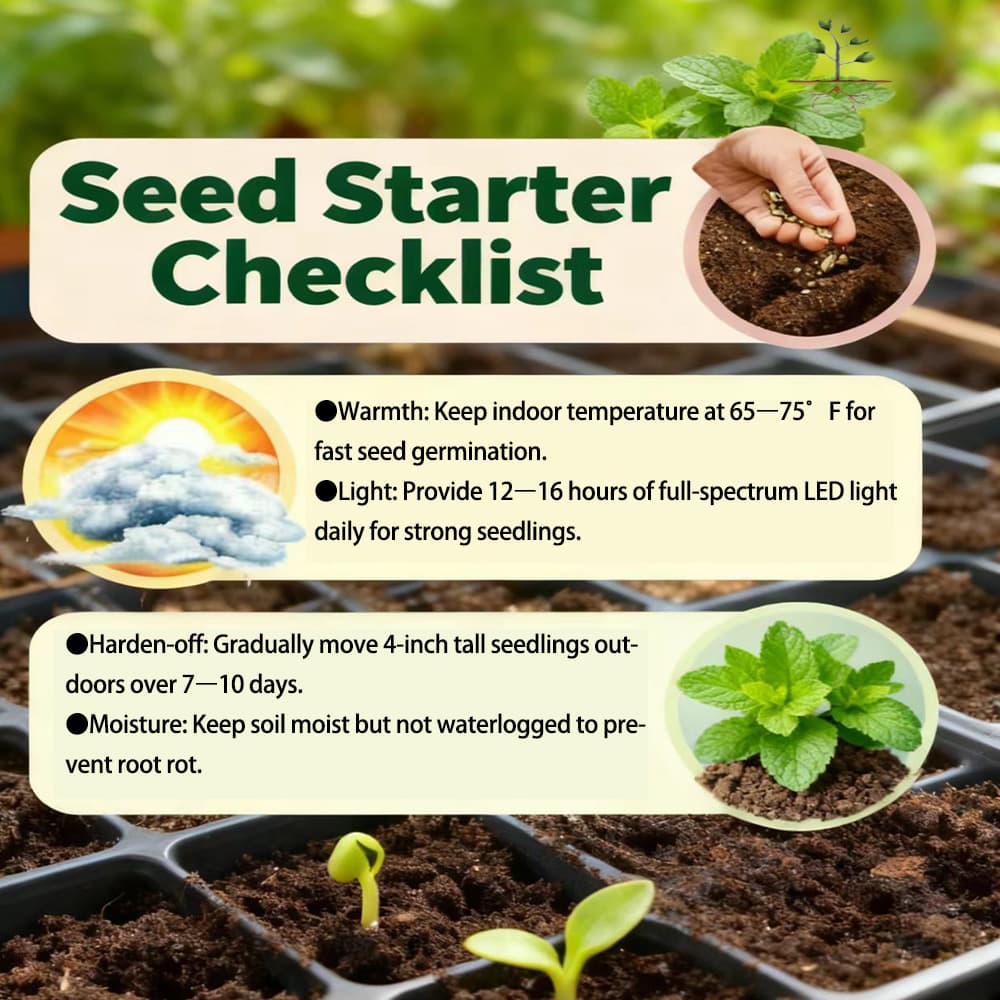 Seed Starter
Checklist
●Warmth: Keep indoor temperature at 65—75°F for
fast seed germination.
●Light: Provide 12—16 hours of full-spectrum LED light
daily for strong seedlings.
●Harden-off: Gradually move 4-inch tall seedlings out-
doors over 7—10 days.
●Moisture: Keep soil moist but not waterlogged to pre-
vent root rot.